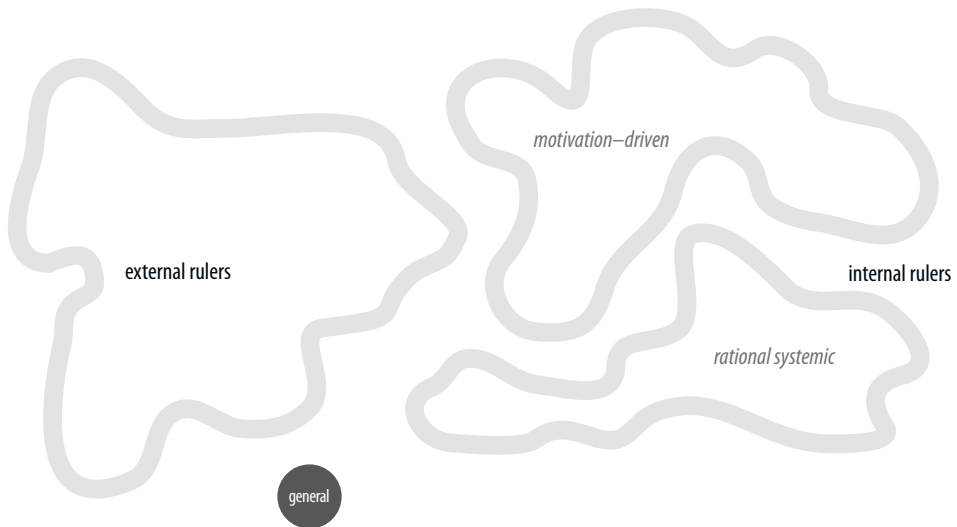 motivation–driven
external rulers
internal rulers
rational systemic
general